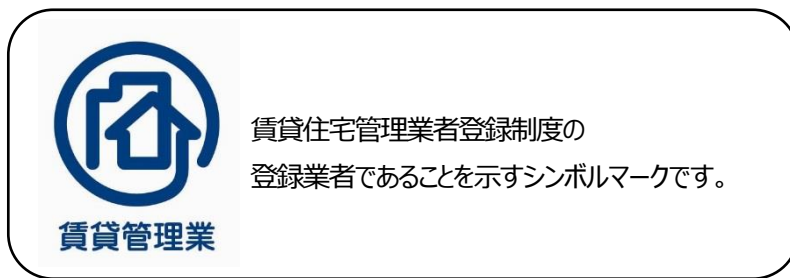 賃貸住宅管理業者登録制度の
登録業者であることを示すシンボルマークです。
賃貸管理業